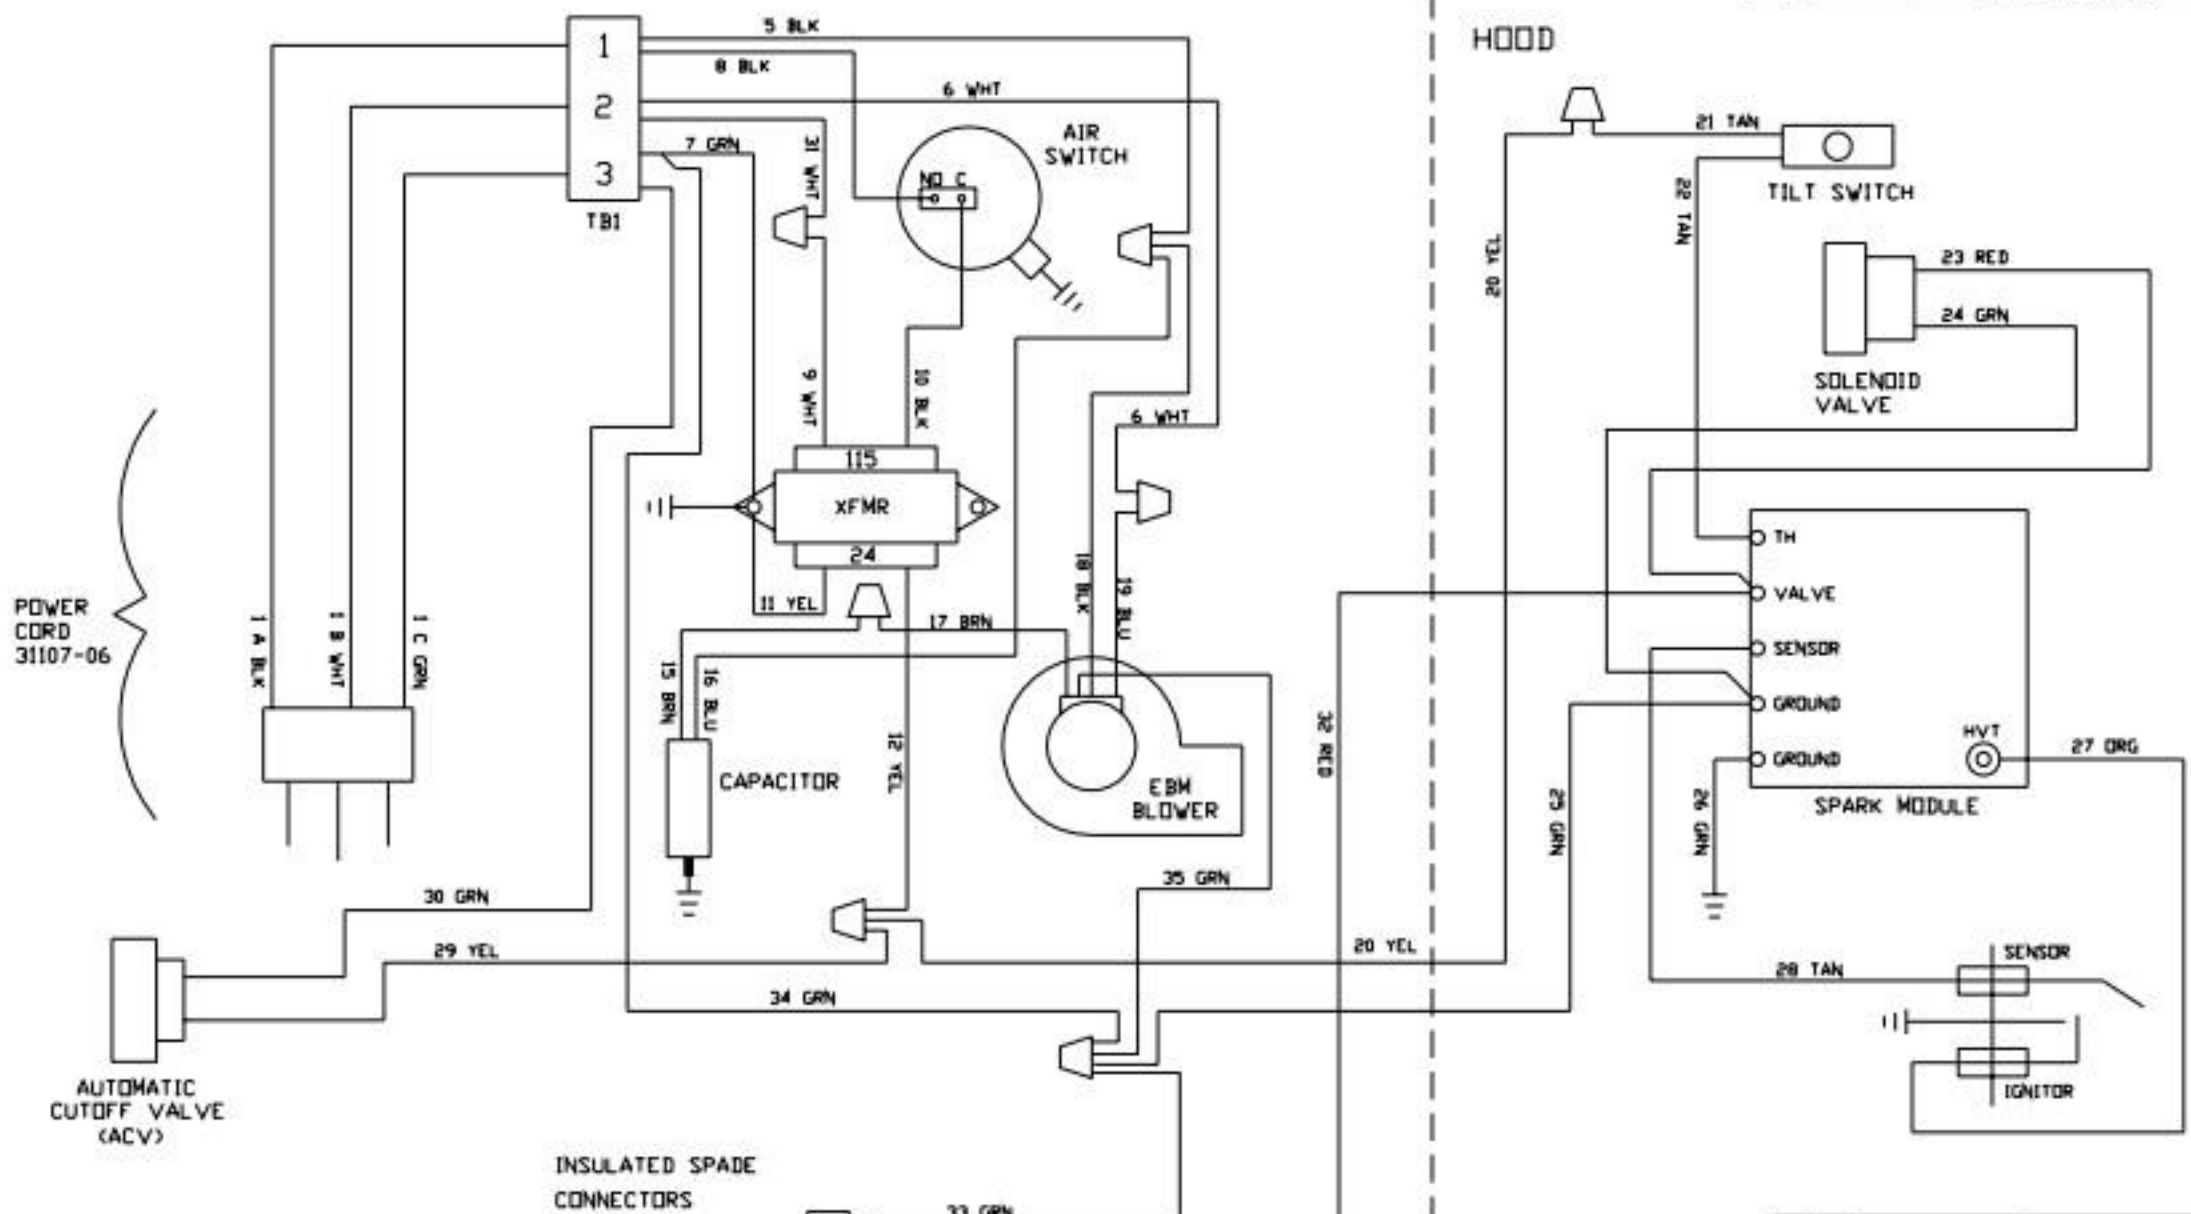 HOOD
5 BLK
8 BLK
6 WHT
1
2
3
TB1
7 GRN
31 WHT
AIR
SWITCH
NO C
21 TAN
TILT SWITCH
22 TAN
20 YEL
23 RED
24 GRN
SOLENOID
VALVE
9 WHT
10 BLK
6 WHT
115
XFMR
24
11 YEL
17 BRN
18 BLK
19 BLU
POWER
CORD
31107-06
1 A BLK
1 B WHT
1 C GRN
15 BRN
16 BLU
CAPACITOR
12 YEL
EBM
BLOWER
32 RED
TH
VALVE
SENSOR
GROUND
GROUND
HVT
27 ORG
SPARK MODULE
25 GRN
26 GRN
30 GRN
35 GRN
29 YEL
20 YEL
34 GRN
SENSOR
28 TAN
IGNITOR
AUTOMATIC
CUTOFF VALVE
(ACV)
INSULATED SPADE
CONNECTORS
33 GRN